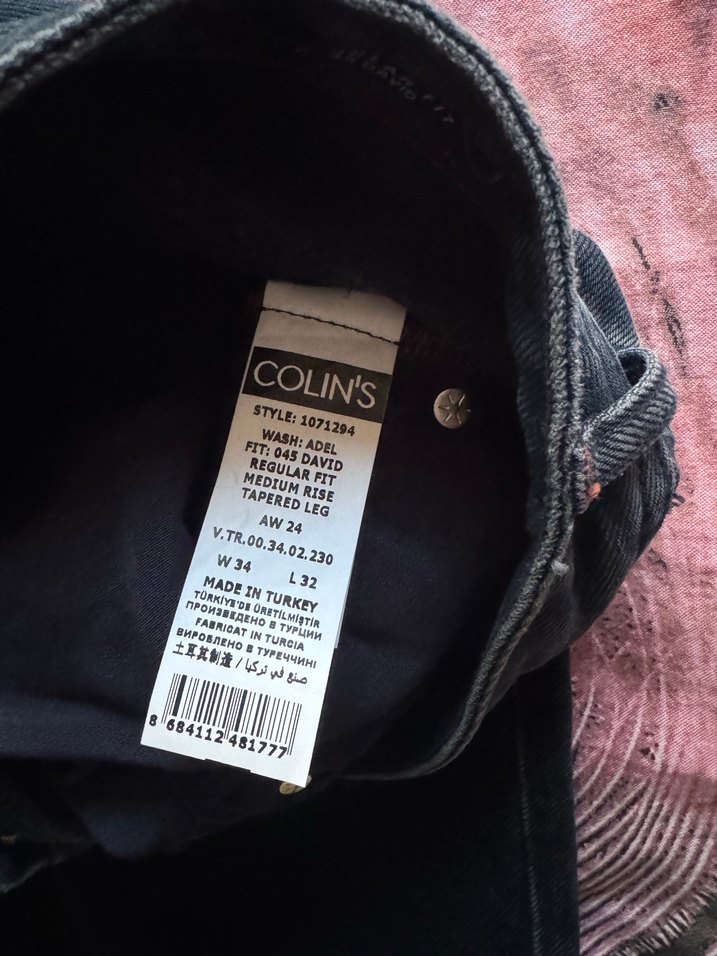 COLIN'S
STYLE: 1071294
WASH: ADEL
FIT: 045 DAVID
REGULAR FIT
MEDIUM RISE
TAPERED LEG
AW 24
V.TR.00.34.02.230
W 34 L 32
MADE IN TURKEY
TÜRKİYE'DE ÜRETİLMİŞTİR
ПРОИЗВЕДЕНО В ТУРЦИИ
FABRICAT IN TURCIA
ВИРОБЛЕНО В ТУРЕЧЧИНІ
土耳其制造 / صنع في تركيا
8 684112 481777